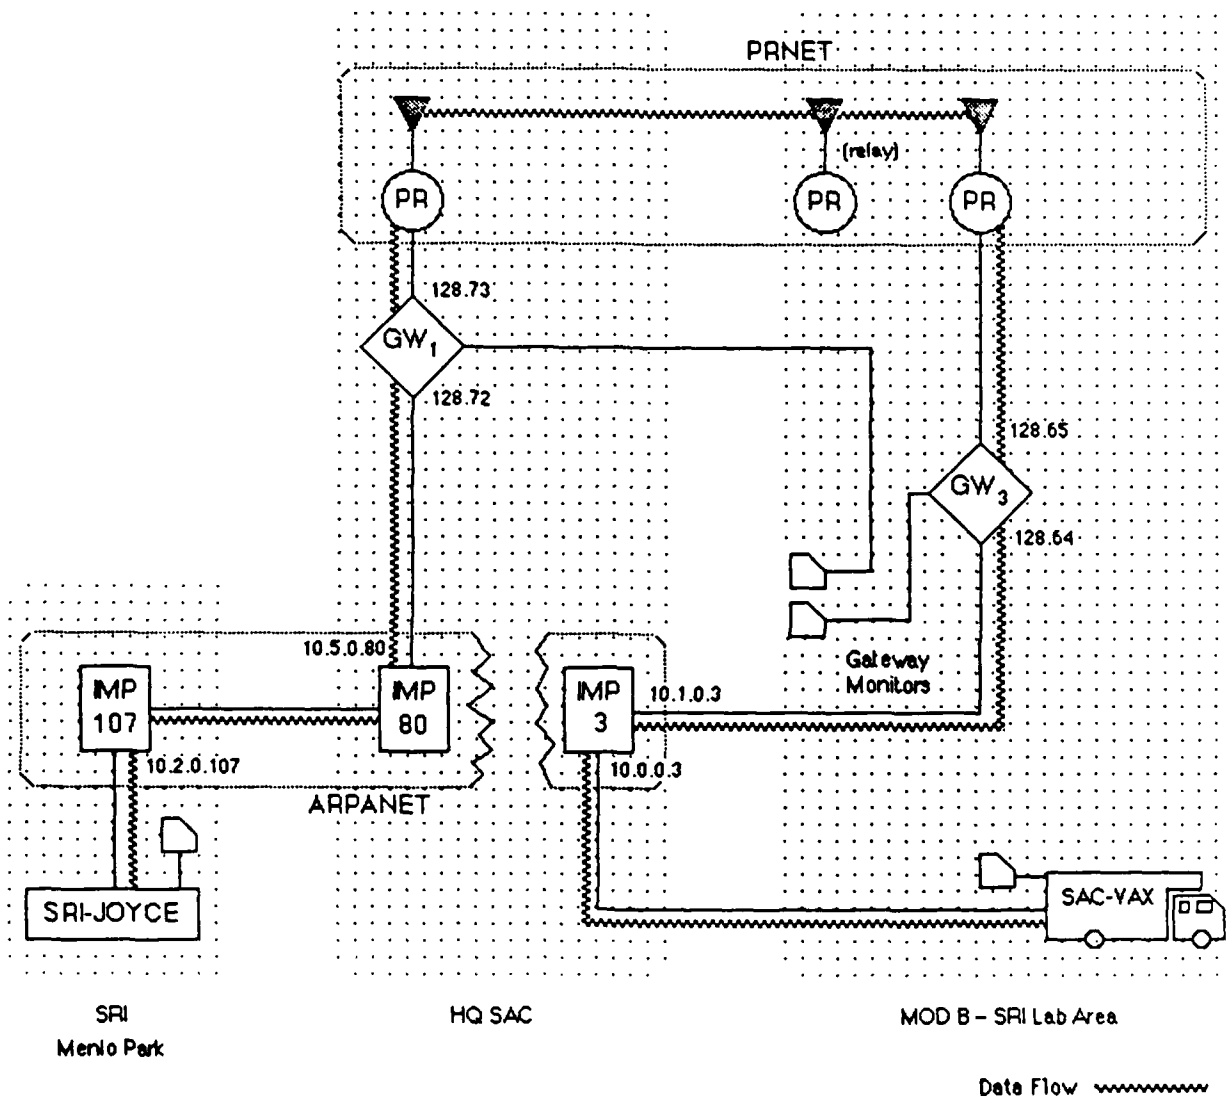 PRNET
(relay)
PR
PR
PR
128.73
GW1
128.72
128.65
GW3
128.64
Gateway
Monitors
10.5.0.80
IMP
107
IMP
80
IMP
3
10.1.0.3
10.2.0.107
10.0.0.3
ARPANET
SRI-JOYCE
SAC-VAX
SRI
Menlo Park
HQ SAC
MOD B - SRI Lab Area
Data Flow